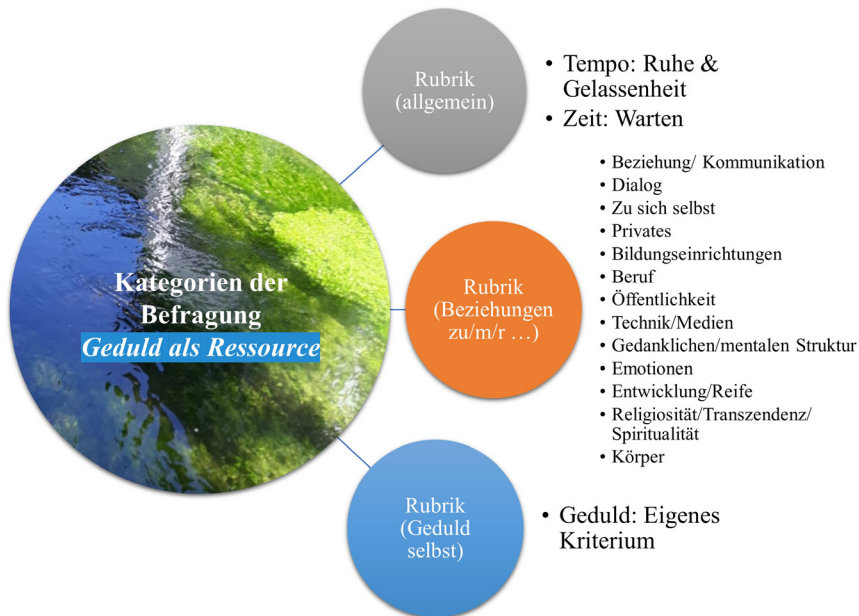 Kategorien der
Befragung
Geduld als Ressource
Rubrik
(allgemein)
• Tempo: Ruhe &
Gelassenheit
• Zeit: Warten
Rubrik
(Beziehungen
zu/m/r ...)
• Beziehung/ Kommunikation
• Dialog
• Zu sich selbst
• Privates
• Bildungseinrichtungen
• Beruf
• Öffentlichkeit
• Technik/Medien
• Gedanklichen/mentalen Struktur
• Emotionen
• Entwicklung/Reife
• Religiosität/Transzendenz/
Spiritualität
• Körper
Rubrik
(Geduld
selbst)
• Geduld: Eigenes
Kriterium